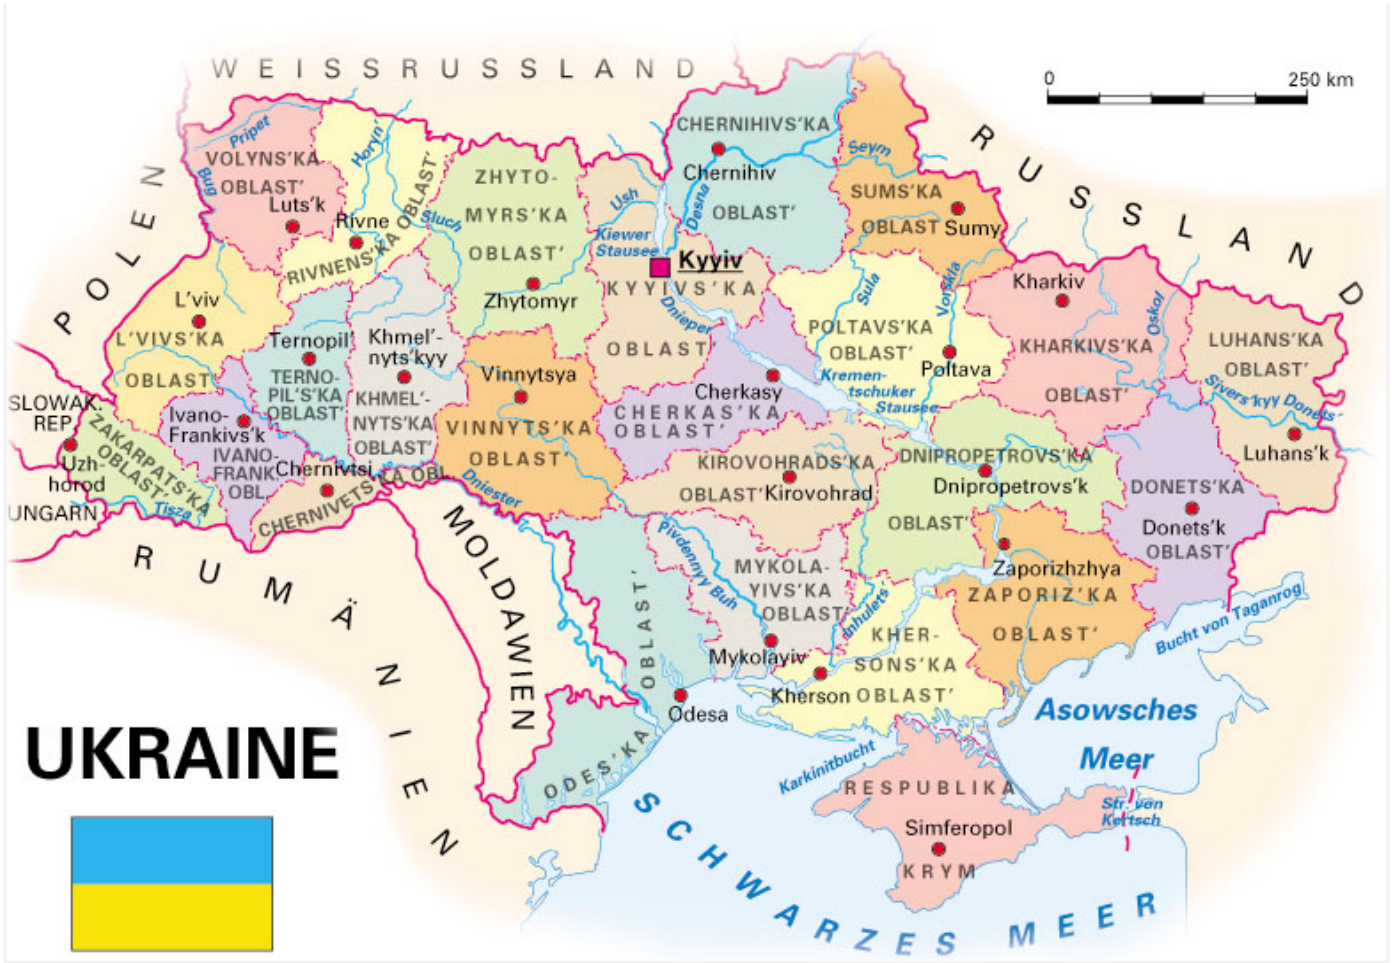 WEISSRUSSLAND
0 250 km
POLEN
RUSSLAND
Pripet
Horyn'
Bug
VOLYNS'KA
OBLAST'
Luts'k
Rivne
RIVNENS'KA OBLAST'
Sluch
ZHYTO-
MYRS'KA
OBLAST'
Zhytomyr
Ush
Kiewer
Stausee
Desna
CHERNIHIVS'KA
Chernihiv
OBLAST'
Seym
SUMS'KA
OBLAST
Sumy
Kyyiv
KYYIVS'KA
OBLAST'
Dnieper
L'viv
L'VIVS'KA
OBLAST
Ternopil'
TERNO-
PIL'S'KA
OBLAST'
Khmel'-
nyts'kyy
KHMEL'-
NYTS'KA
OBLAST'
Vinnytsya
VINNYTS'KA
OBLAST'
Cherkasy
CHERKAS'KA
OBLAST'
Sula
Vorskla
POLTAVS'KA
OBLAST'
Poltava
Kremen-
tschuker
Stausee
Kharkiv
KHARKIVS'KA
OBLAST'
Oskol
LUHANS'KA
OBLAST'
Sivers'kyy Donets'
Luhans'k
SLOWAK.
REP.
Uzh-
horod
UNGARN
ZAKARPATS'KA
OBLAST'
Tisza
Ivano-
Frankivs'k
IVANO-
FRANK.
OBL.
Chernivtsi
CHERNIVETS'KA OBL.
Dniester
KIROVOHRADS'KA
OBLAST'
Kirovohrad
DNIPROPETROVS'KA
Dnipropetrovs'k
OBLAST'
DONETS'KA
Donets'k
OBLAST'
RUMÄNIEN
MOLDAWIEN
Pivdennyy Buh
MYKOLA-
YIVS'KA
OBLAST'
Mykolayiv
Inhulets'
Zaporizhzhya
ZAPORIZ'KA
OBLAST'
KHER-
SONS'KA
OBLAST'
Kherson
ODES'KA OBLAST'
Odesa
Bucht von Taganrog
Asowsches
Meer
Karkinitbucht
RESPUBLIKA
KRYM
Simferopol
Str. von
Kertsch
SCHWARZES MEER
UKRAINE